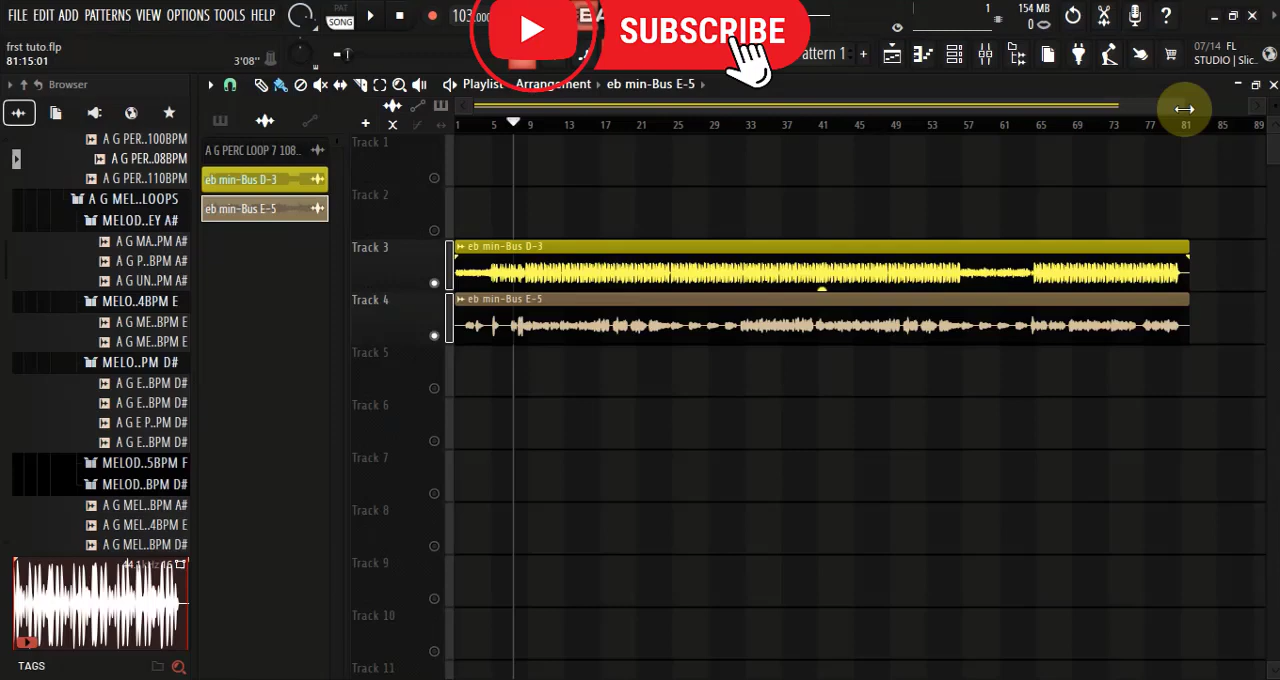 FILE EDIT ADD PATTERNS VIEW OPTIONS TOOLS HELP
PAT
SONG
103.000
SUBSCRIBE
1
154 MB
0
frst tuto.flp
81:15:01
3'08''
Pattern 1
07/14 FL
STUDIO | Slic..
Browser
Playlist - Arrangement › eb min-Bus E-5 ›
1 5 9 13 17 21 25 29 33 37 41 45 49 53 57 61 65 69 73 77 81 85 89
A G PER..100BPM
A G PER...08BPM
A G PER..110BPM
A G MEL...LOOPS
MELOD..EY A#
A G MA...PM A#
A G P...BPM A#
A G UN...PM A#
MELO..4BPM E
A G ME...BPM E
A G ME...BPM E
MELO...PM D#
A G E...BPM D#
A G E...BPM D#
A G E P...PM D#
A G E...BPM D#
MELOD...5BPM F
MELOD...BPM D#
A G MEL...BPM A#
A G MEL...4BPM E
A G MEL...BPM D#
TAGS
A G PERC LOOP 7 108..
eb min-Bus D-3
eb min-Bus E-5
Track 1
Track 2
Track 3
eb min-Bus D-3
Track 4
eb min-Bus E-5
Track 5
Track 6
Track 7
Track 8
Track 9
Track 10
Track 11